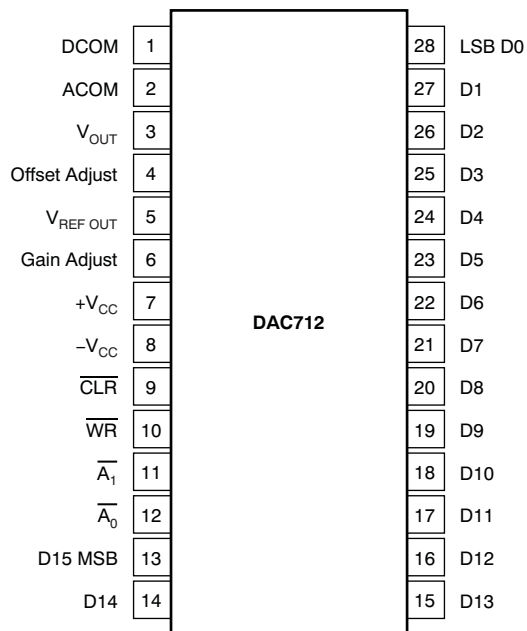 DCOM 1 28 LSB D0
ACOM 2 27 D1
VOUT 3 26 D2
Offset Adjust 4 25 D3
VREF OUT 5 24 D4
Gain Adjust 6 23 D5
+VCC 7 22 D6
DAC712
–VCC 8 21 D7
CLR 9 20 D8
WR 10 19 D9
A1 11 18 D10
A0 12 17 D11
D15 MSB 13 16 D12
D14 14 15 D13